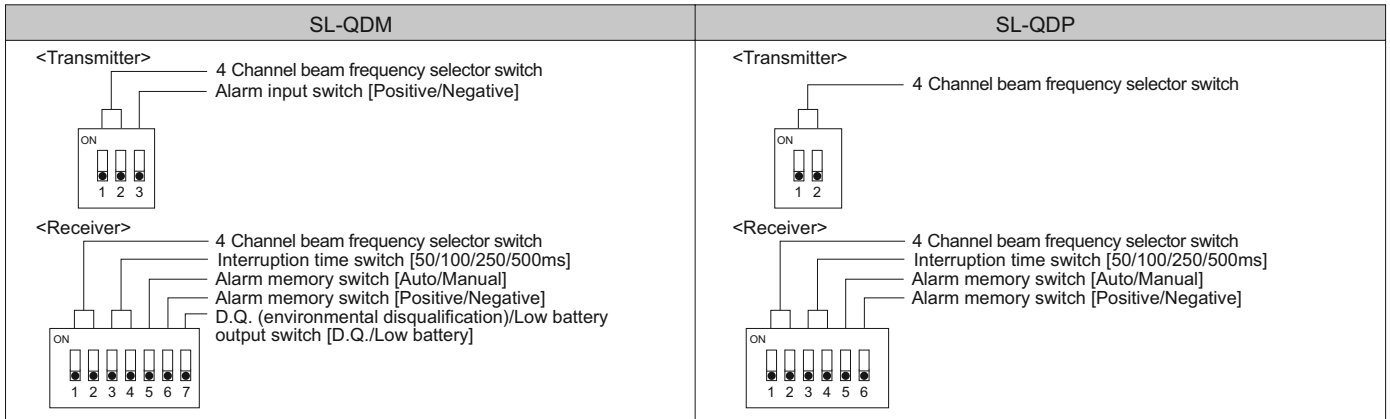 SL-QDM
<Transmitter>
4 Channel beam frequency selector switch
Alarm input switch [Positive/Negative]
ON
1 2 3
<Receiver>
4 Channel beam frequency selector switch
Interruption time switch [50/100/250/500ms]
Alarm memory switch [Auto/Manual]
Alarm memory switch [Positive/Negative]
D.Q. (environmental disqualification)/Low battery
output switch [D.Q./Low battery]
ON
1 2 3 4 5 6 7
SL-QDP
<Transmitter>
4 Channel beam frequency selector switch
ON
1 2
<Receiver>
4 Channel beam frequency selector switch
Interruption time switch [50/100/250/500ms]
Alarm memory switch [Auto/Manual]
Alarm memory switch [Positive/Negative]
ON
1 2 3 4 5 6